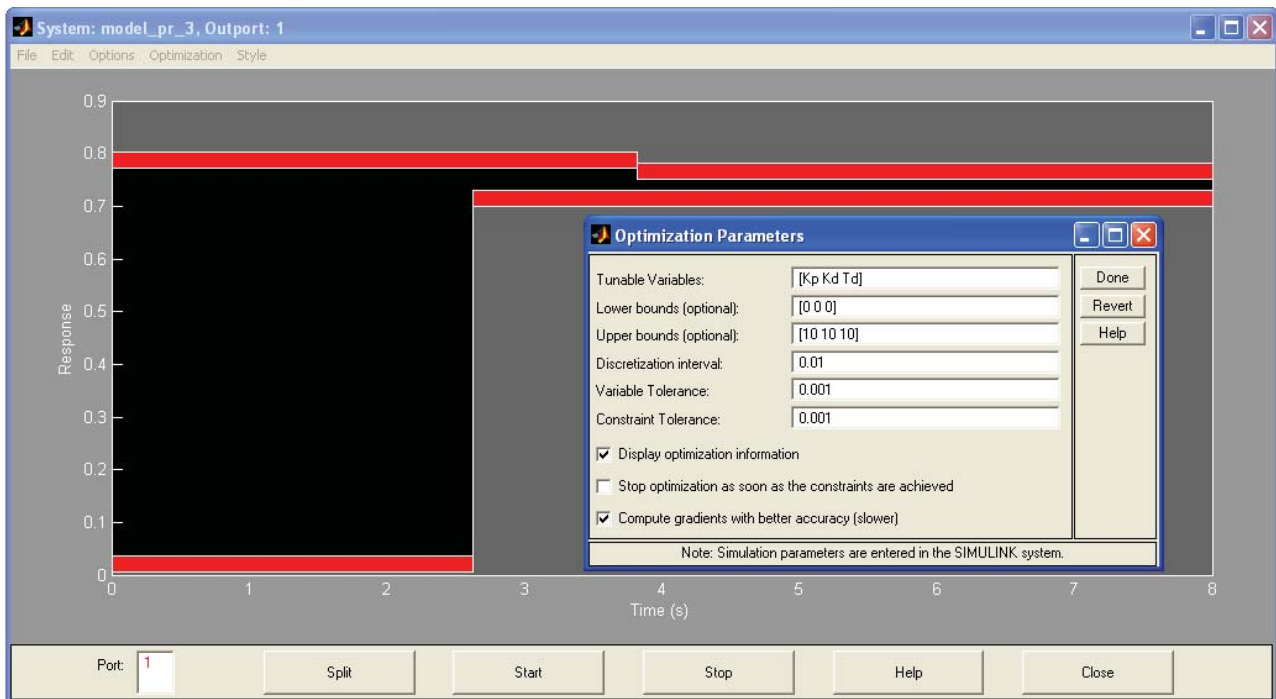 System: model_pr_3, Outport: 1
File Edit Options Optimization Style
0.9
0.8
0.7
0.6
0.5
0.4
0.3
0.2
0.1
0
Response
0 1 2 3 4 5 6 7 8
Time (s)
Optimization Parameters
Tunable Variables: [Kp Kd Td]
Lower bounds (optional): [0 0 0]
Upper bounds (optional): [10 10 10]
Discretization interval: 0.01
Variable Tolerance: 0.001
Constraint Tolerance: 0.001
Display optimization information
Stop optimization as soon as the constraints are achieved
Compute gradients with better accuracy (slower)
Note: Simulation parameters are entered in the SIMULINK system.
Done
Revert
Help
Port: 1 Split Start Stop Help Close